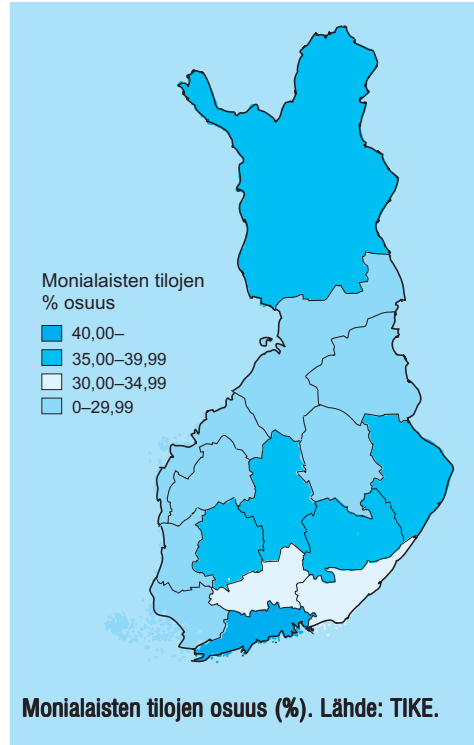 Monialaisten tilojen
% osuus
40,00–
35,00–39,99
30,00–34,99
0–29,99
Monialaisten tilojen osuus (%). Lähde: TIKE.